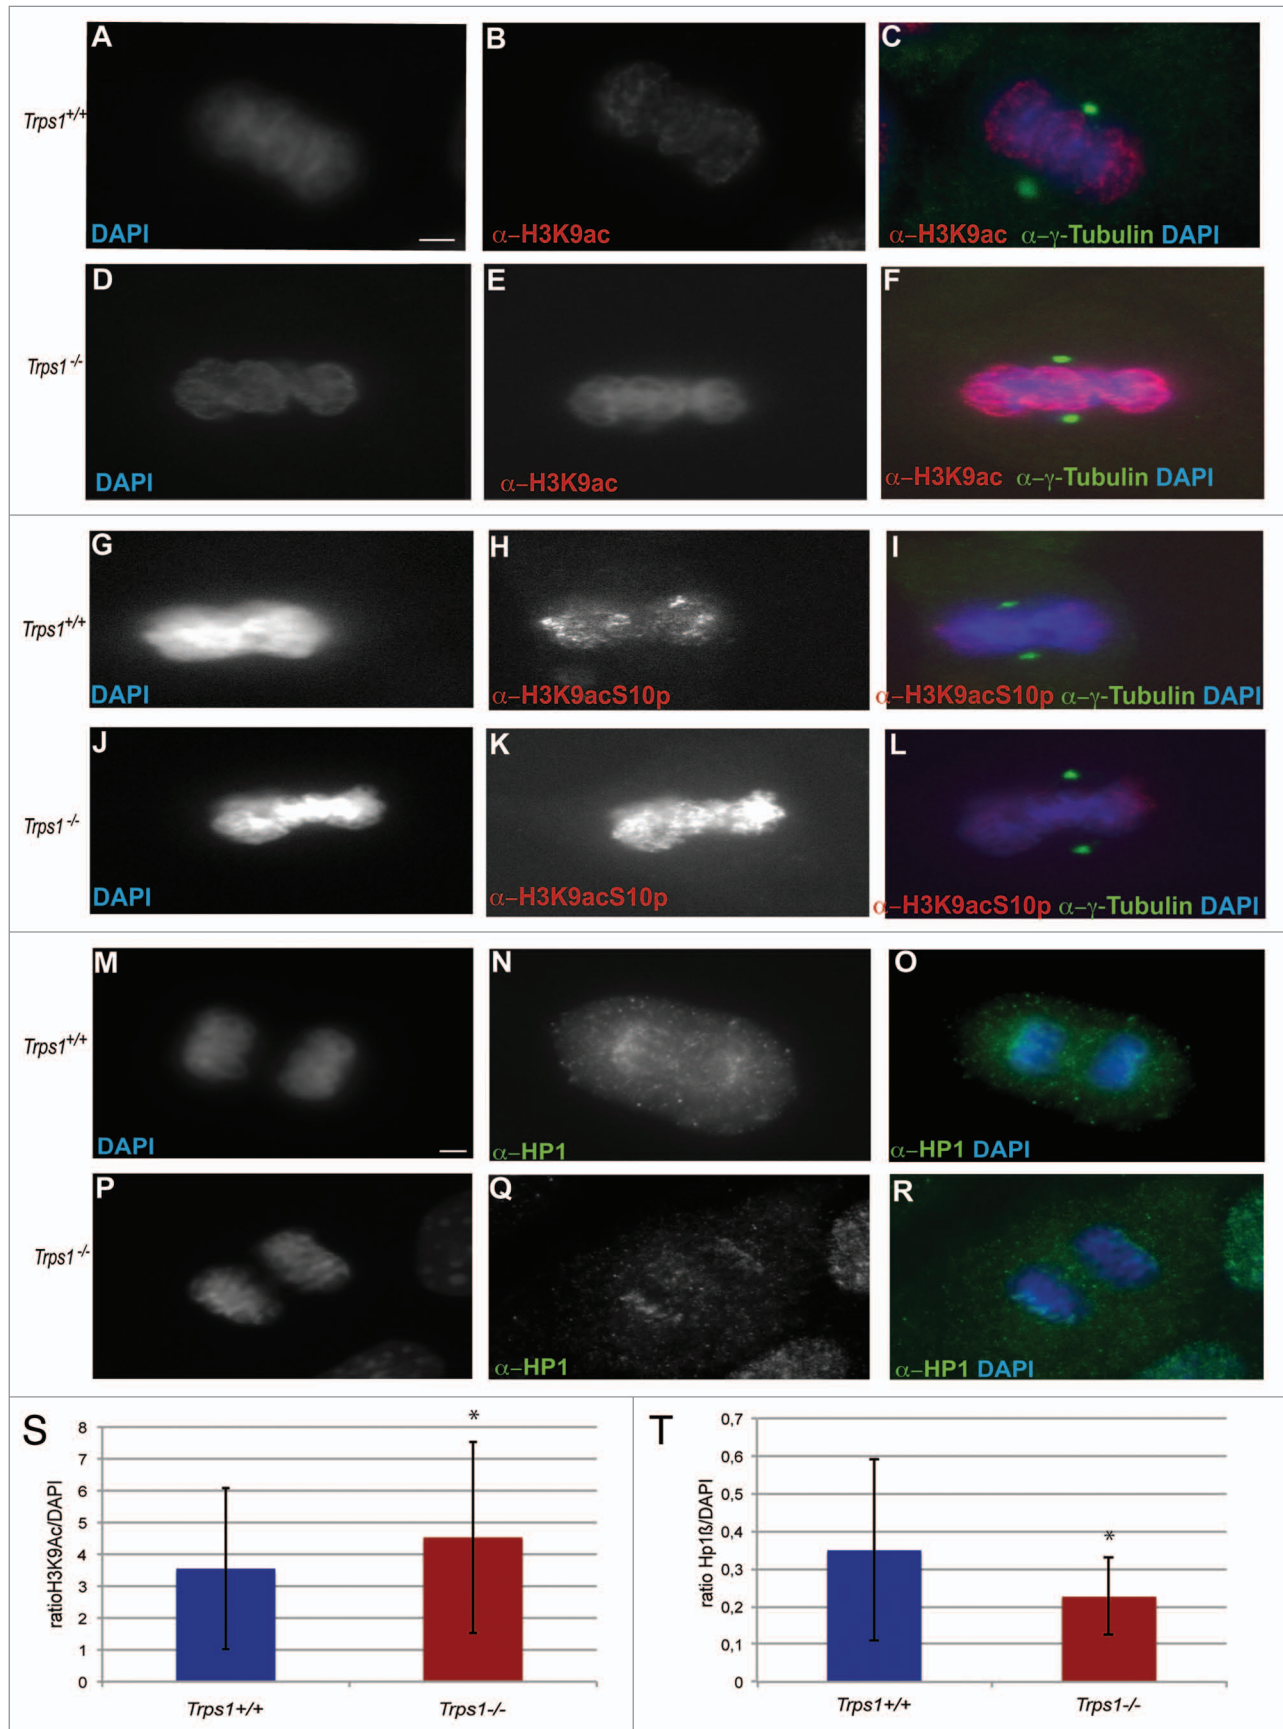 A
B
C
Trps1+/+
DAPI
α–H3K9ac
α–H3K9ac α–γ-Tubulin DAPI
D
E
F
Trps1-/-
DAPI
α–H3K9ac
α–H3K9ac α–γ-Tubulin DAPI
G
H
I
Trps1+/+
DAPI
α–H3K9acS10p
α–H3K9acS10p α–γ-Tubulin DAPI
J
K
L
Trps1-/-
DAPI
α–H3K9acS10p
α–H3K9acS10p α–γ-Tubulin DAPI
M
N
O
Trps1+/+
DAPI
α–HP1
α–HP1 DAPI
P
Q
R
Trps1-/-
α–HP1
α–HP1 DAPI
S
ratioH3K9Ac/DAPI
8
7
6
5
4
3
2
1
0
*
Trps1+/+
Trps1-/-
T
ratio Hp1ß/DAPI
0,7
0,6
0,5
0,4
0,3
0,2
0,1
0
*
Trps1+/+
Trps1-/-